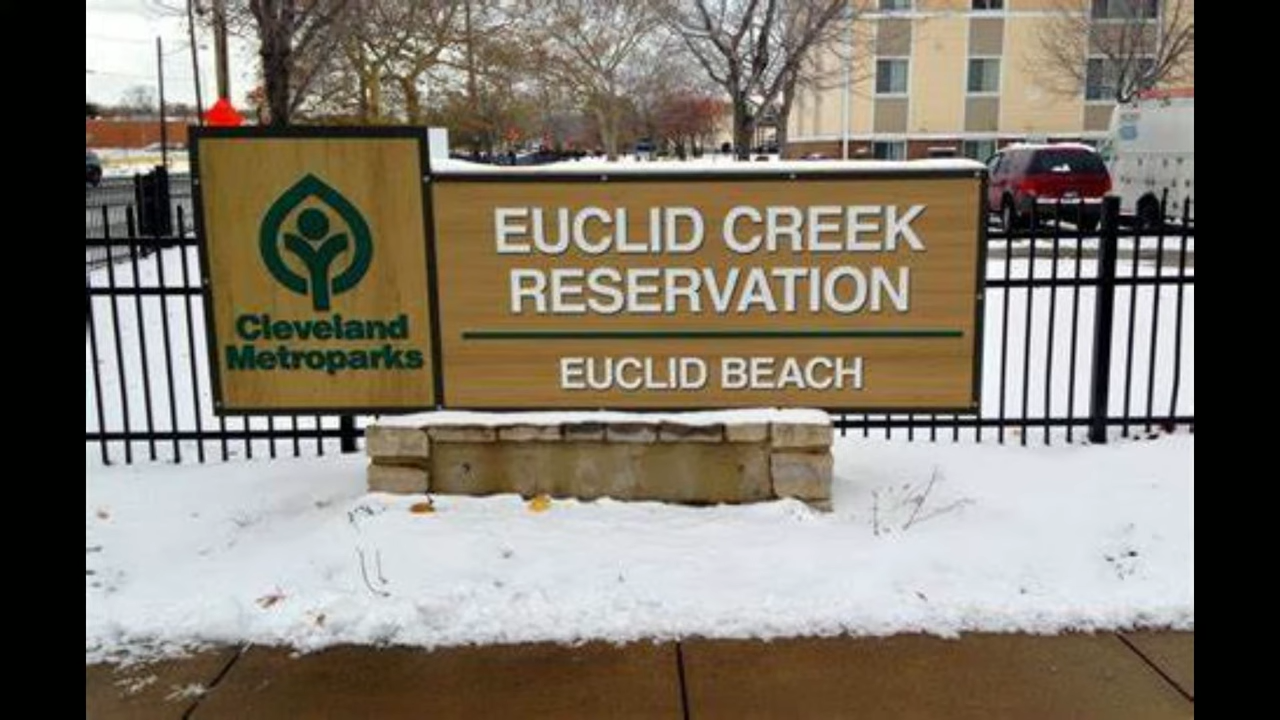 Cleveland
Metroparks
EUCLID CREEK
RESERVATION
EUCLID BEACH